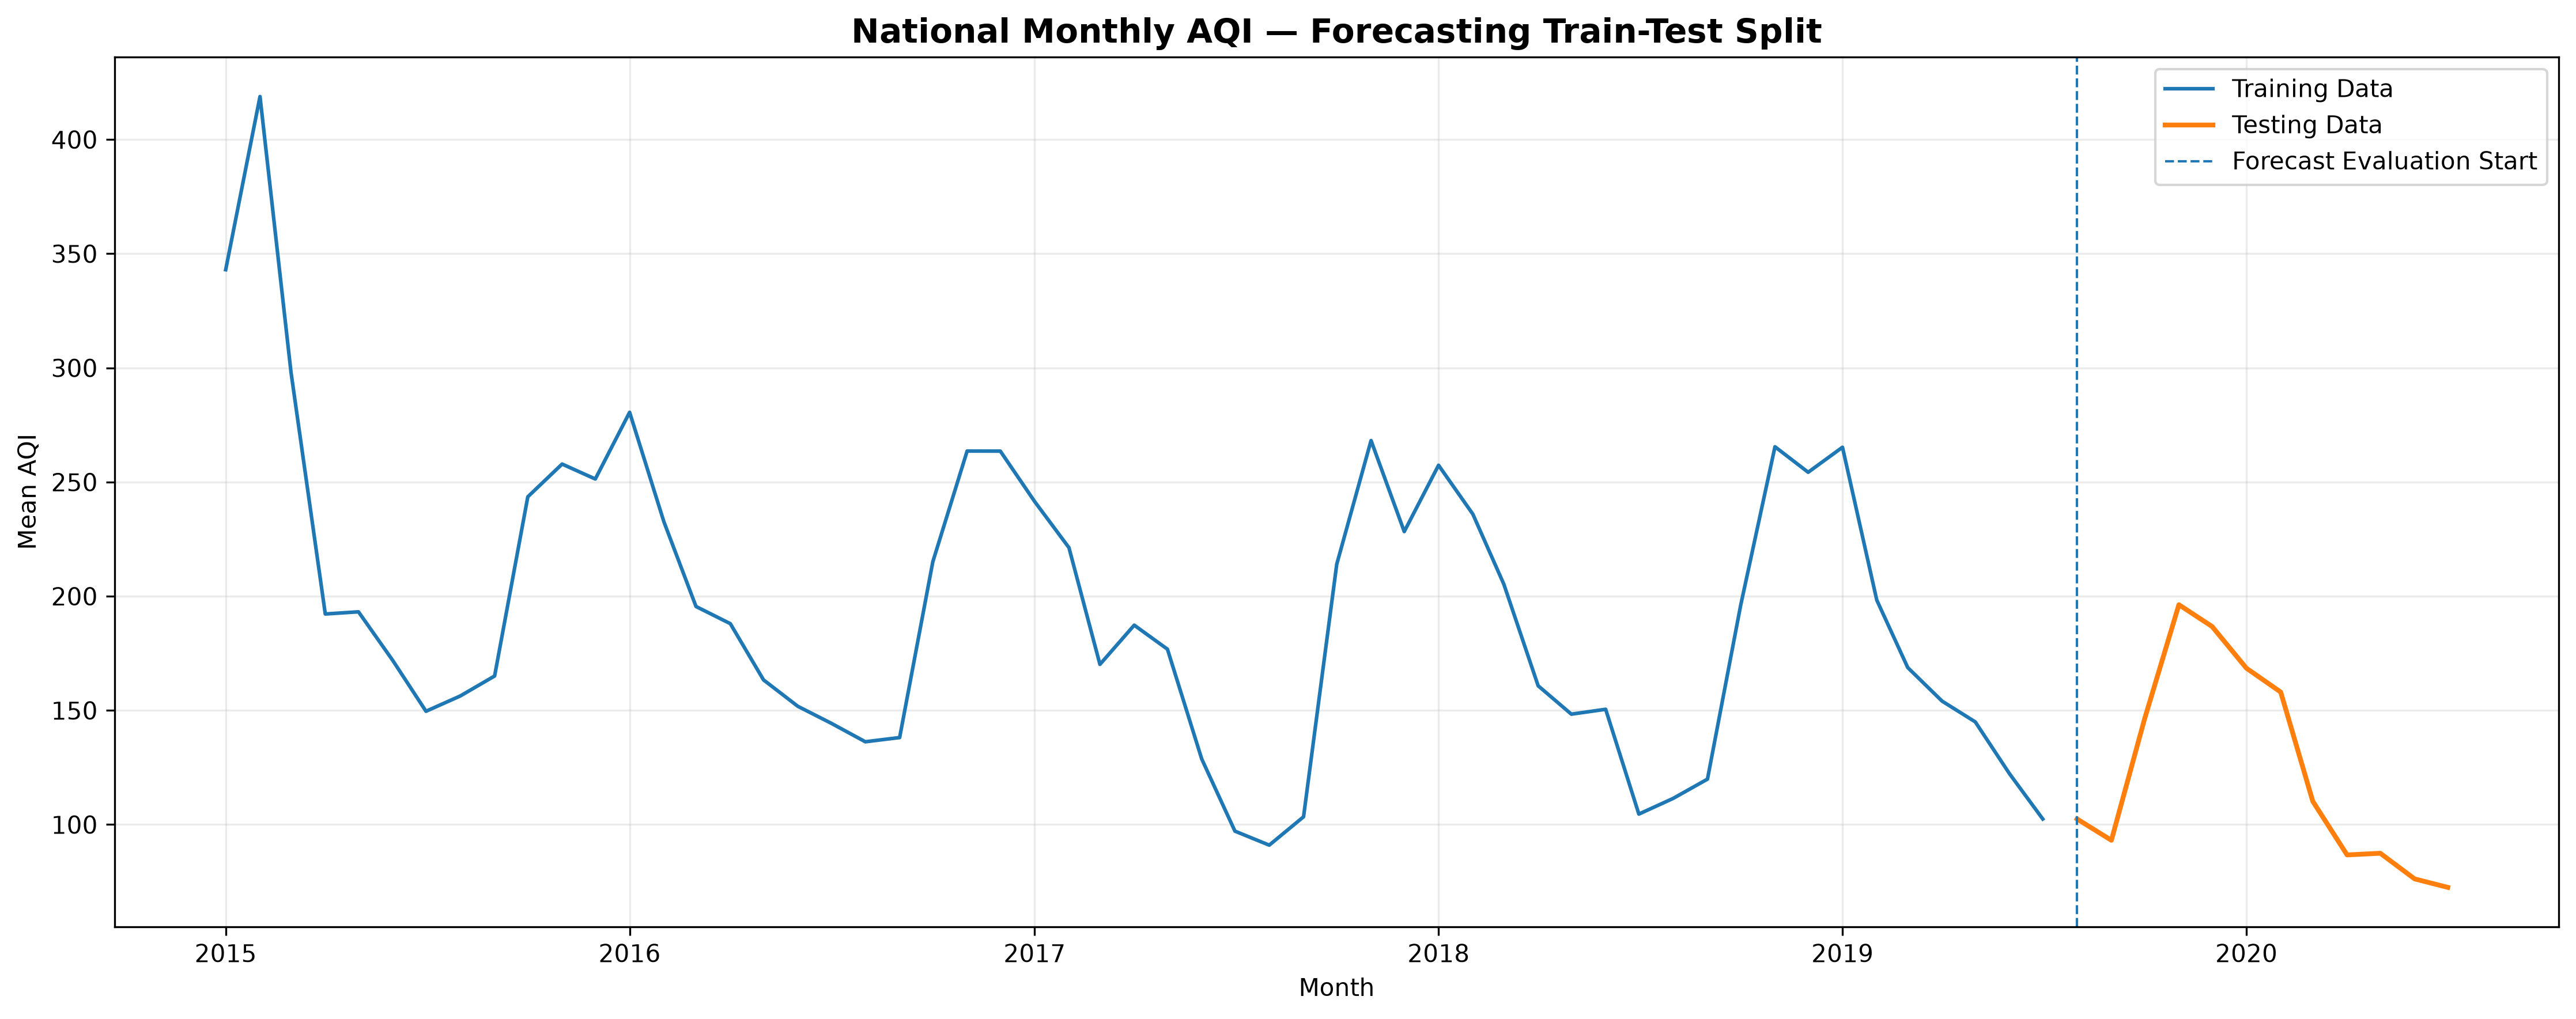 National Monthly AQI — Forecasting Train-Test Split
Training Data
Testing Data
Forecast Evaluation Start
Mean AQI
400
350
300
250
200
150
100
2015
2016
2017
2018
2019
2020
Month